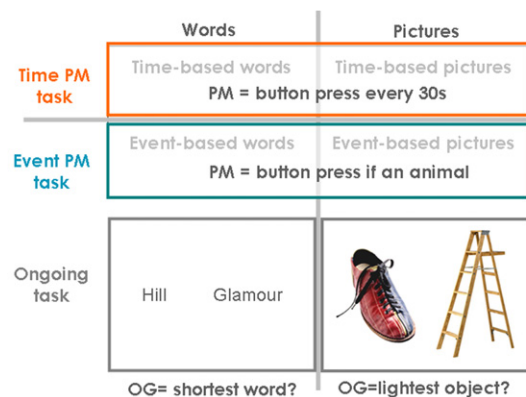 Words Pictures
Time PM task
Time-based words Time-based pictures
PM = button press every 30s
Event PM task
Event-based words Event-based pictures
PM = button press if an animal
Ongoing task
Hill Glamour
OG= shortest word? OG=lightest object?